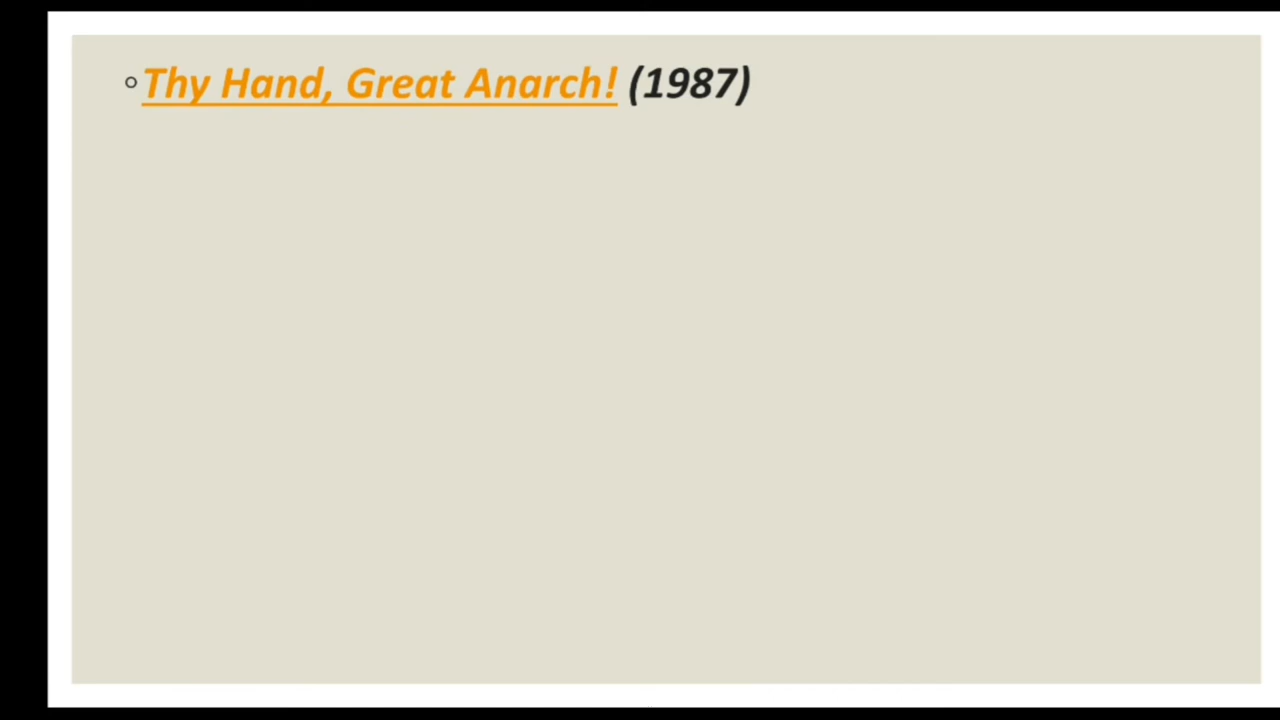 ◦Thy Hand, Great Anarch! (1987)